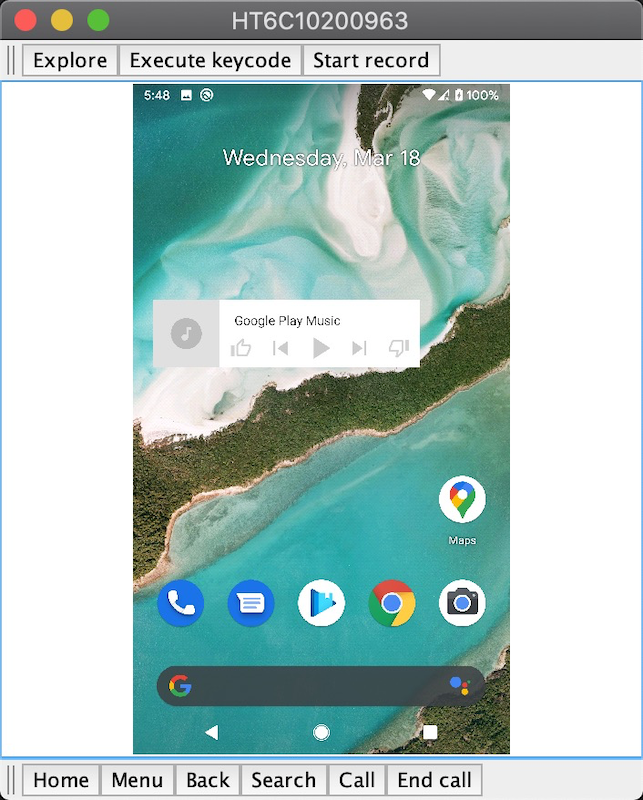 HT6C10200963
Explore Execute keycode Start record
5:48 100%
Wednesday, Mar 18
Google Play Music
Maps
Home Menu Back Search Call End call